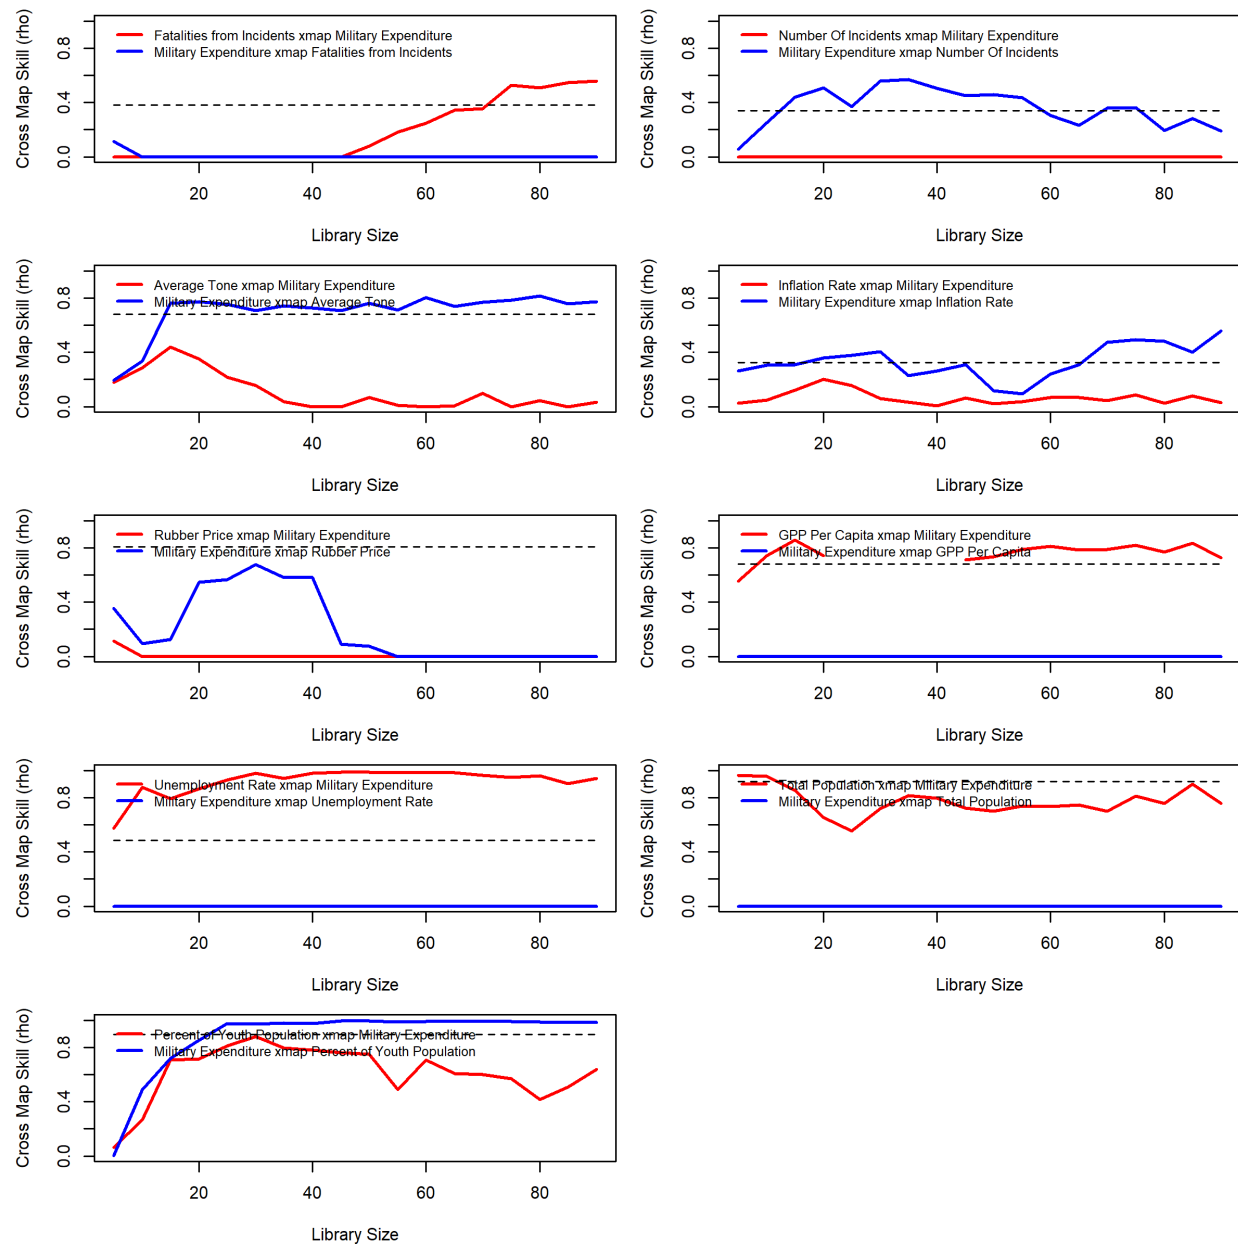 Cross Map Skill (rho)
0.0 0.4 0.8
Fatalities from Incidents xmap Military Expenditure
Military Expenditure xmap Fatalities from Incidents
20 40 60 80
Library Size
Cross Map Skill (rho)
0.0 0.4 0.8
Number Of Incidents xmap Military Expenditure
Military Expenditure xmap Number Of Incidents
20 40 60 80
Library Size
Cross Map Skill (rho)
0.0 0.4 0.8
Average Tone xmap Military Expenditure
Military Expenditure xmap Average Tone
20 40 60 80
Library Size
Cross Map Skill (rho)
0.0 0.4 0.8
Inflation Rate xmap Military Expenditure
Military Expenditure xmap Inflation Rate
20 40 60 80
Library Size
Cross Map Skill (rho)
0.0 0.4 0.8
Rubber Price xmap Military Expenditure
Military Expenditure xmap Rubber Price
20 40 60 80
Library Size
Cross Map Skill (rho)
0.0 0.4 0.8
GPP Per Capita xmap Military Expenditure
Military Expenditure xmap GPP Per Capita
20 40 60 80
Library Size
Cross Map Skill (rho)
0.0 0.4 0.8
Unemployment Rate xmap Military Expenditure
Military Expenditure xmap Unemployment Rate
20 40 60 80
Library Size
Cross Map Skill (rho)
0.0 0.4 0.8
Total Population xmap Military Expenditure
Military Expenditure xmap Total Population
20 40 60 80
Library Size
Cross Map Skill (rho)
0.0 0.4 0.8
Percent of Youth Population xmap Military Expenditure
Military Expenditure xmap Percent of Youth Population
20 40 60 80
Library Size